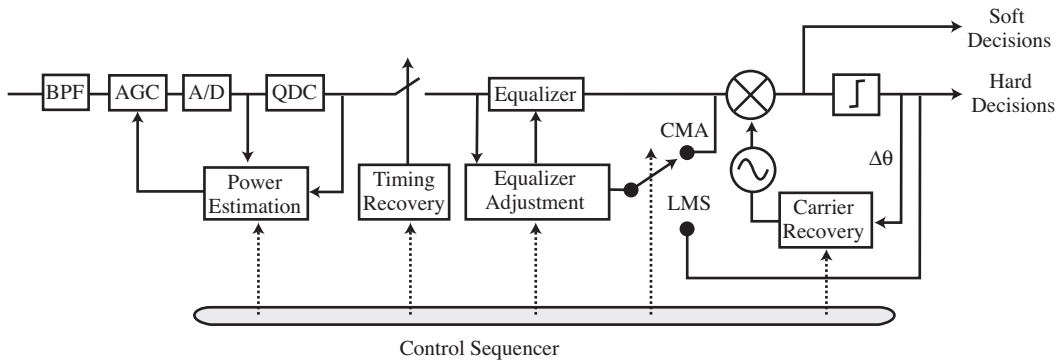 Soft
Decisions
BPF
AGC
A/D
QDC
Equalizer
Hard
Decisions
CMA
Δθ
Power
Estimation
Timing
Recovery
Equalizer
Adjustment
LMS
Carrier
Recovery
Control Sequencer